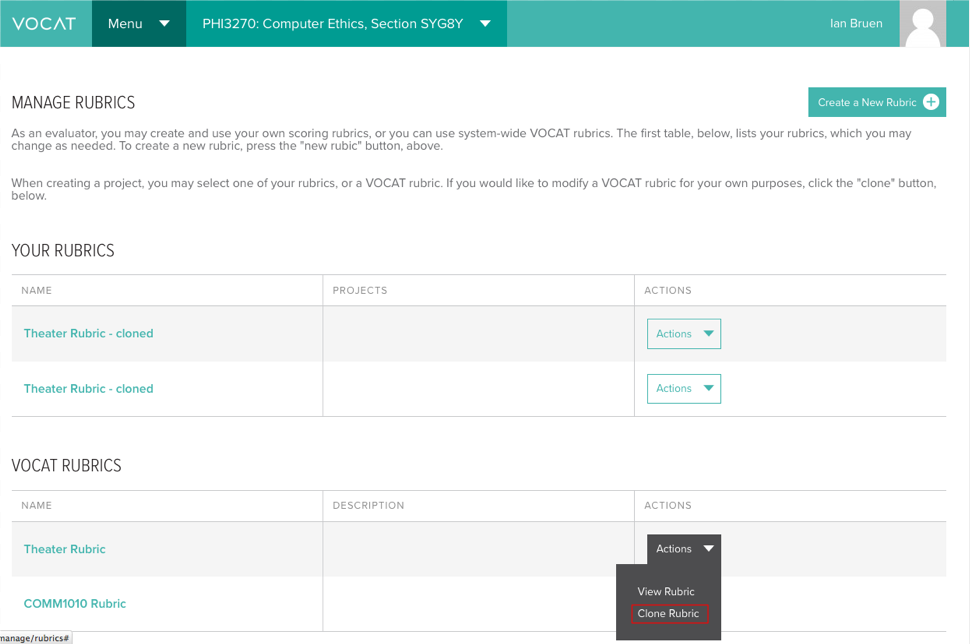 VOCAT
Menu
PHI3270: Computer Ethics, Section SYG8Y
Ian Bruen
MANAGE RUBRICS
Create a New Rubric
As an evaluator, you may create and use your own scoring rubrics, or you can use system-wide VOCAT rubrics. The first table, below, lists your rubrics, which you may
change as needed. To create a new rubric, press the "new rubic" button, above.
When creating a project, you may select one of your rubrics, or a VOCAT rubric. If you would like to modify a VOCAT rubric for your own purposes, click the "clone" button,
below.
YOUR RUBRICS
NAME PROJECTS ACTIONS
Theater Rubric - cloned Actions
Theater Rubric - cloned Actions
VOCAT RUBRICS
NAME DESCRIPTION ACTIONS
Theater Rubric Actions
View Rubric
COMM1010 Rubric
Clone Rubric
manage/rubrics#